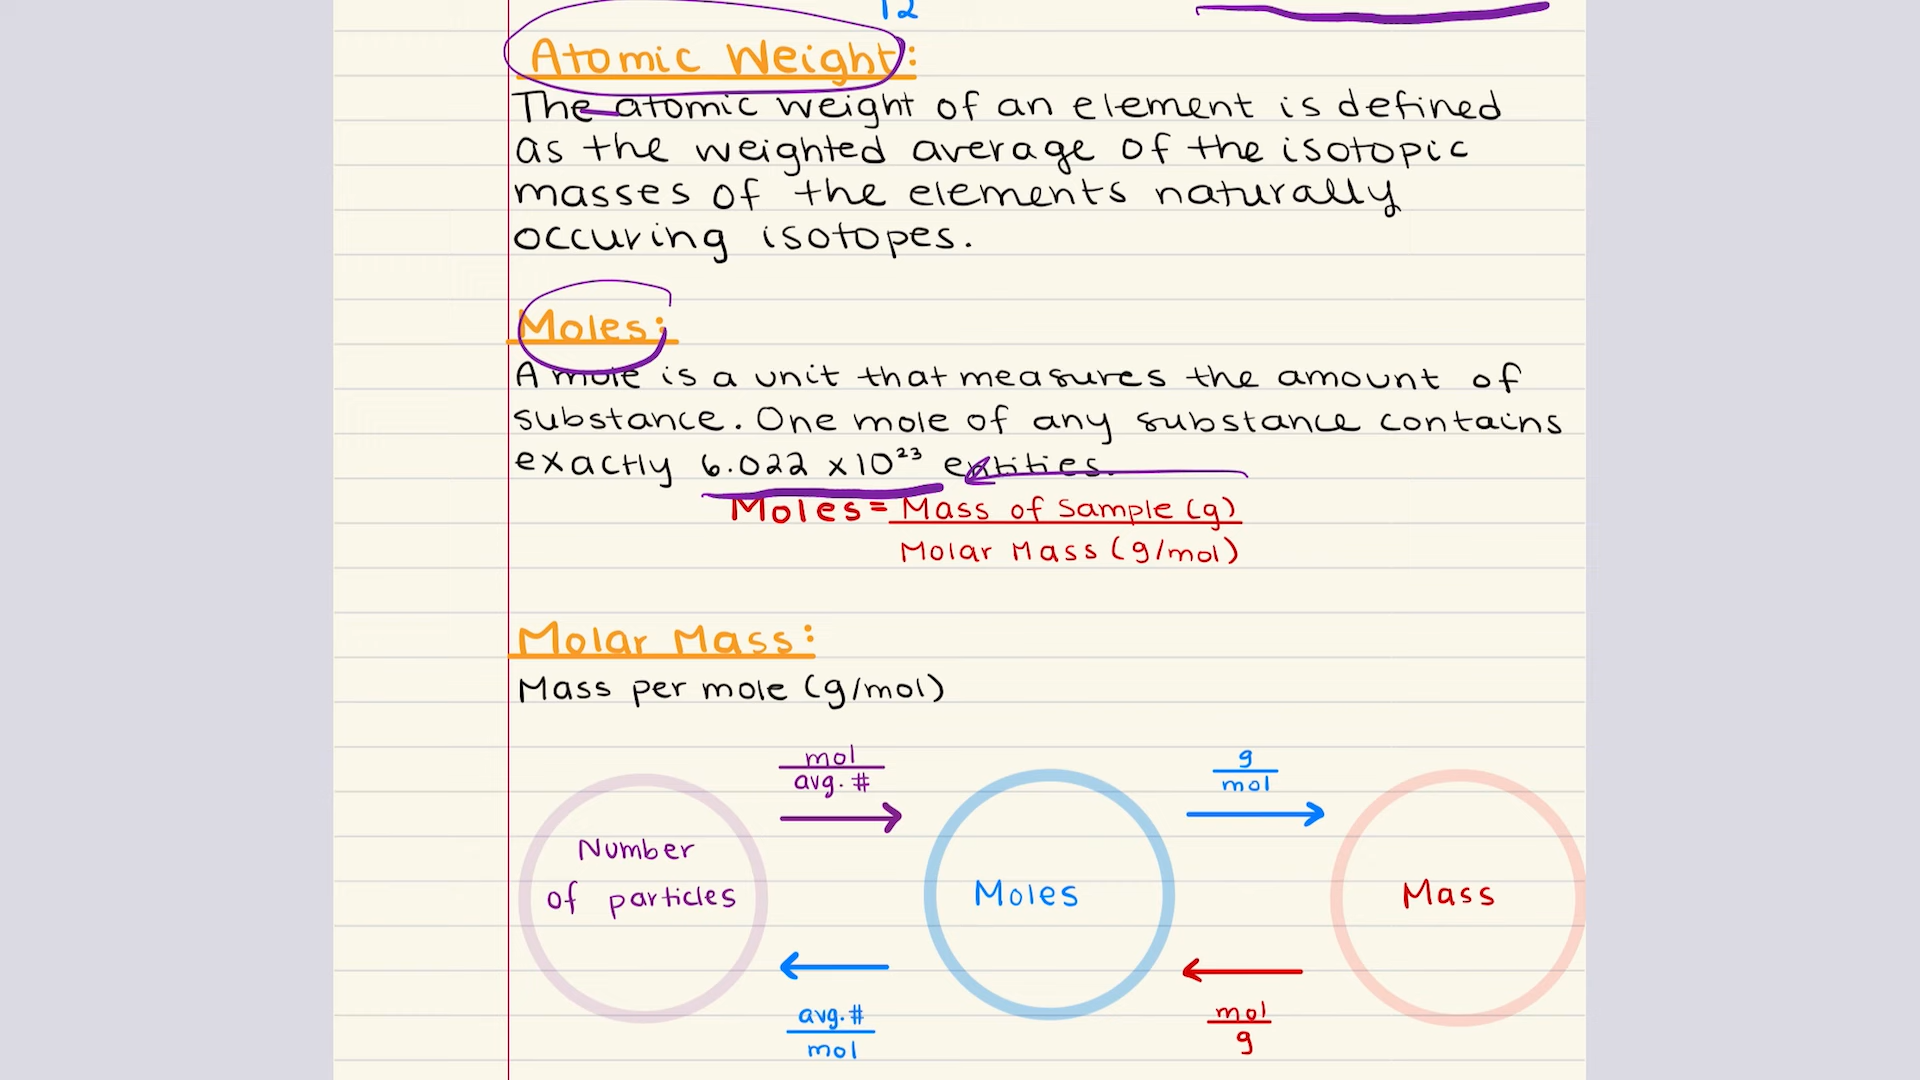 12
Atomic Weight:
The atomic weight of an element is defined
as the weighted average of the isotopic
masses of the elements naturally
occuring isotopes.
Moles:
A mole is a unit that measures the amount of
substance. One mole of any substance contains
exactly 6.022 x10²³ entities.
Moles = Mass of Sample (g)
Molar Mass (g/mol)
Molar Mass:
Mass per mole (g/mol)
mol
avg. #
g
mol
Number
of particles
Moles
Mass
avg. #
mol
mol
g